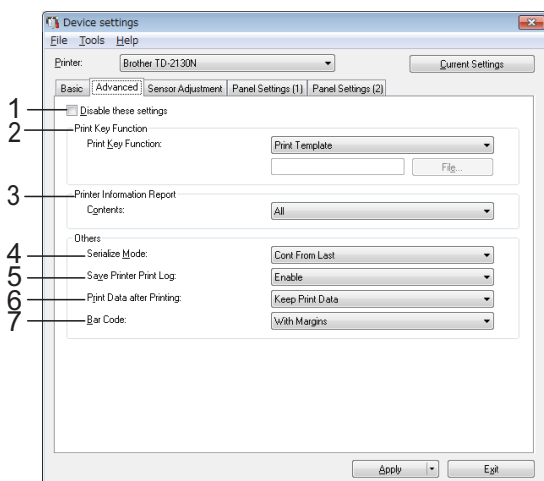 Device settings
File Tools Help
Printer: Brother TD-2130N Current Settings
Basic Advanced Sensor Adjustment Panel Settings (1) Panel Settings (2)
1 Disable these settings
2 Print Key Function
Print Key Function: Print Template
File...
3 Printer Information Report
Contents: All
Others
4 Serialize Mode: Cont From Last
5 Save Printer Print Log: Enable
6 Print Data after Printing: Keep Print Data
7 Bar Code: With Margins
Apply Exit